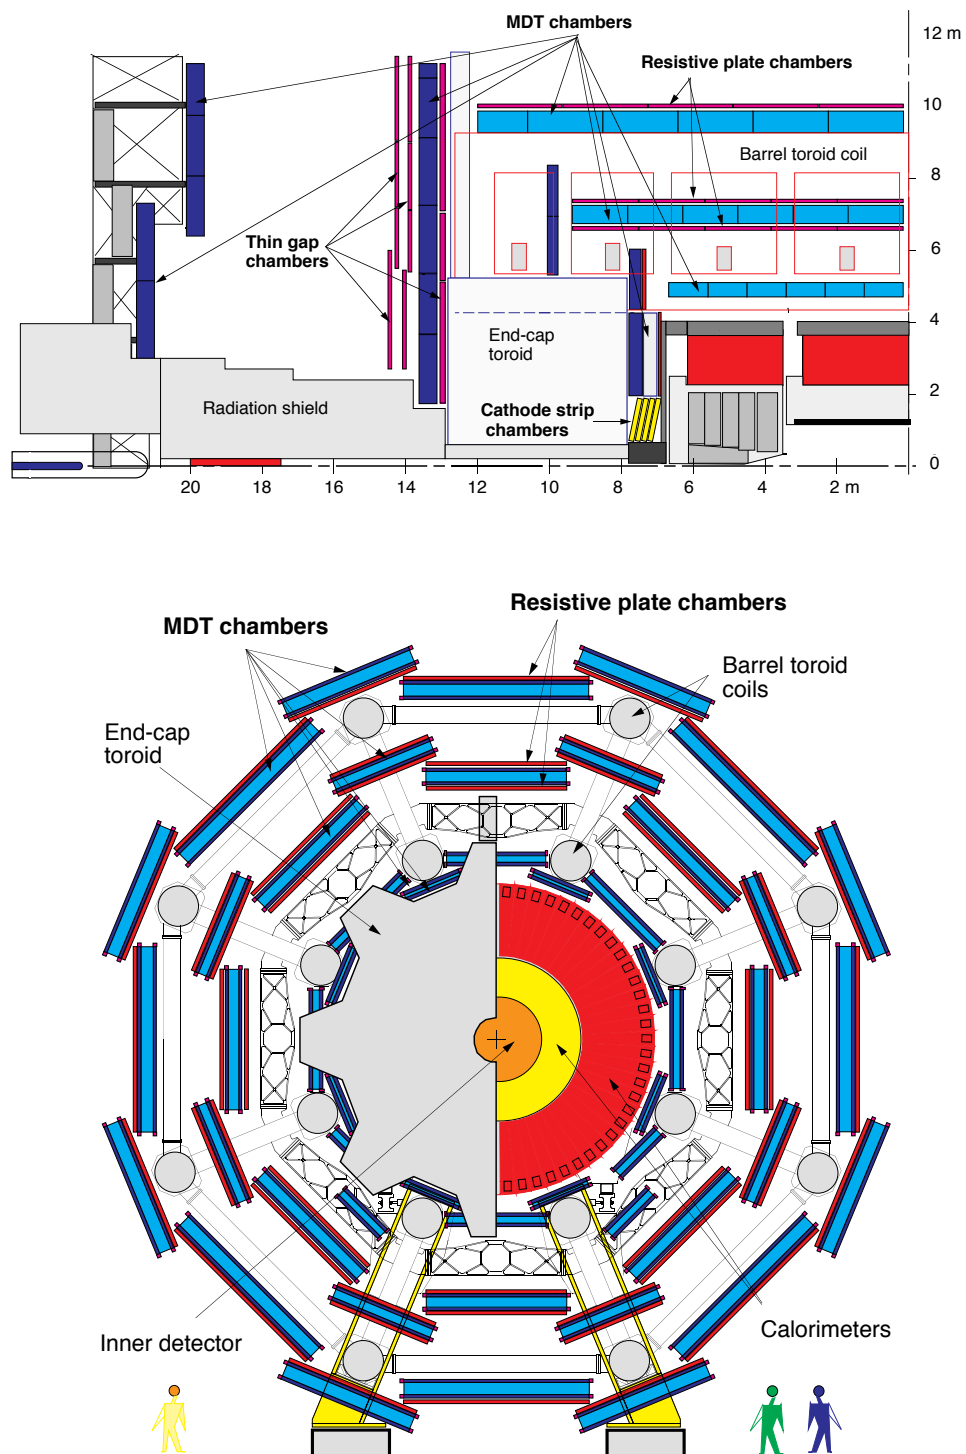 MDT chambers
12 m
Resistive plate chambers
10
Barrel toroid coil
8
Thin gap
chambers
6
4
End-cap
toroid
2
Radiation shield
Cathode strip
chambers
0
20 18 16 14 12 10 8 6 4 2 m
Resistive plate chambers
MDT chambers
Barrel toroid
coils
End-cap
toroid
Inner detector
Calorimeters